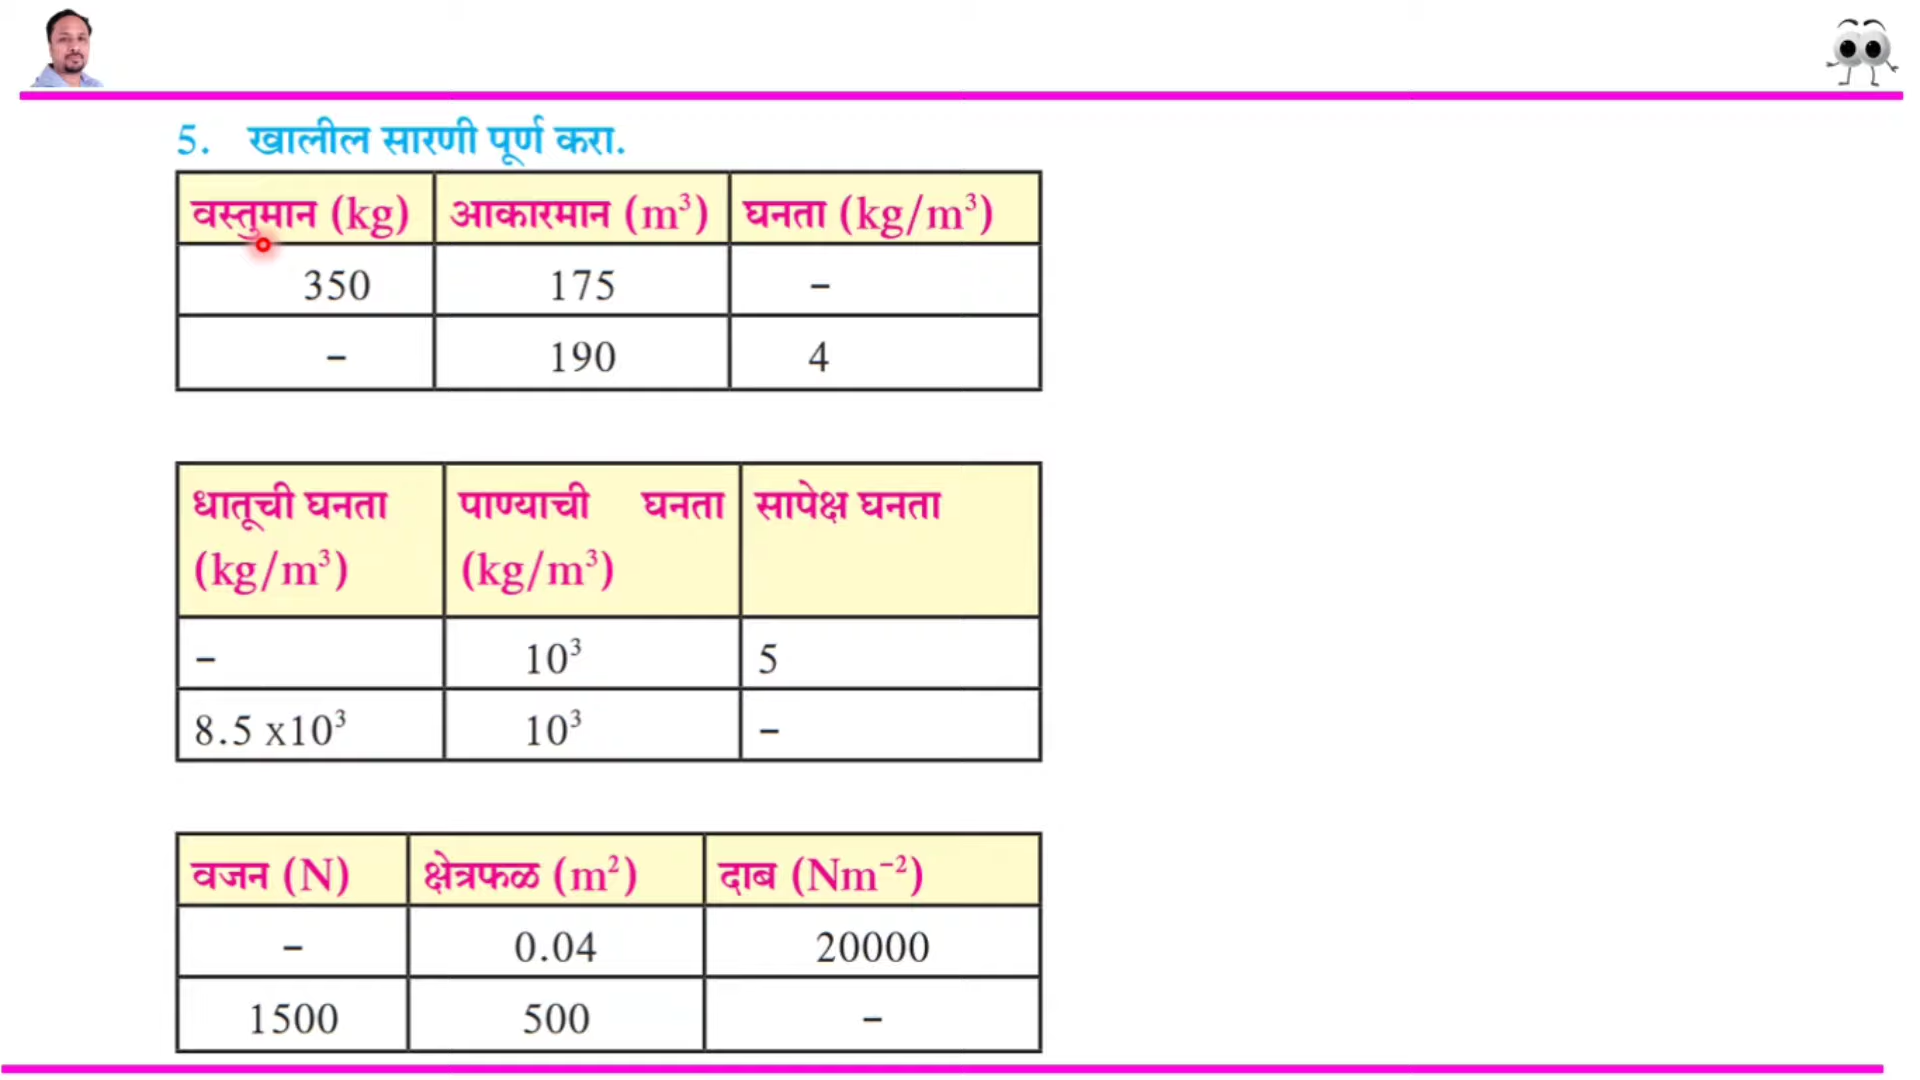 5. खालील सारणी पूर्ण करा.
वस्तुमान (kg) आकारमान (m³) घनता (kg/m³)
350 175 –
– 190 4
धातूची घनता (kg/m³) पाण्याची घनता (kg/m³) सापेक्ष घनता
– 10³ 5
8.5 x10³ 10³ –
वजन (N) क्षेत्रफळ (m²) दाब (Nm⁻²)
– 0.04 20000
1500 500 –